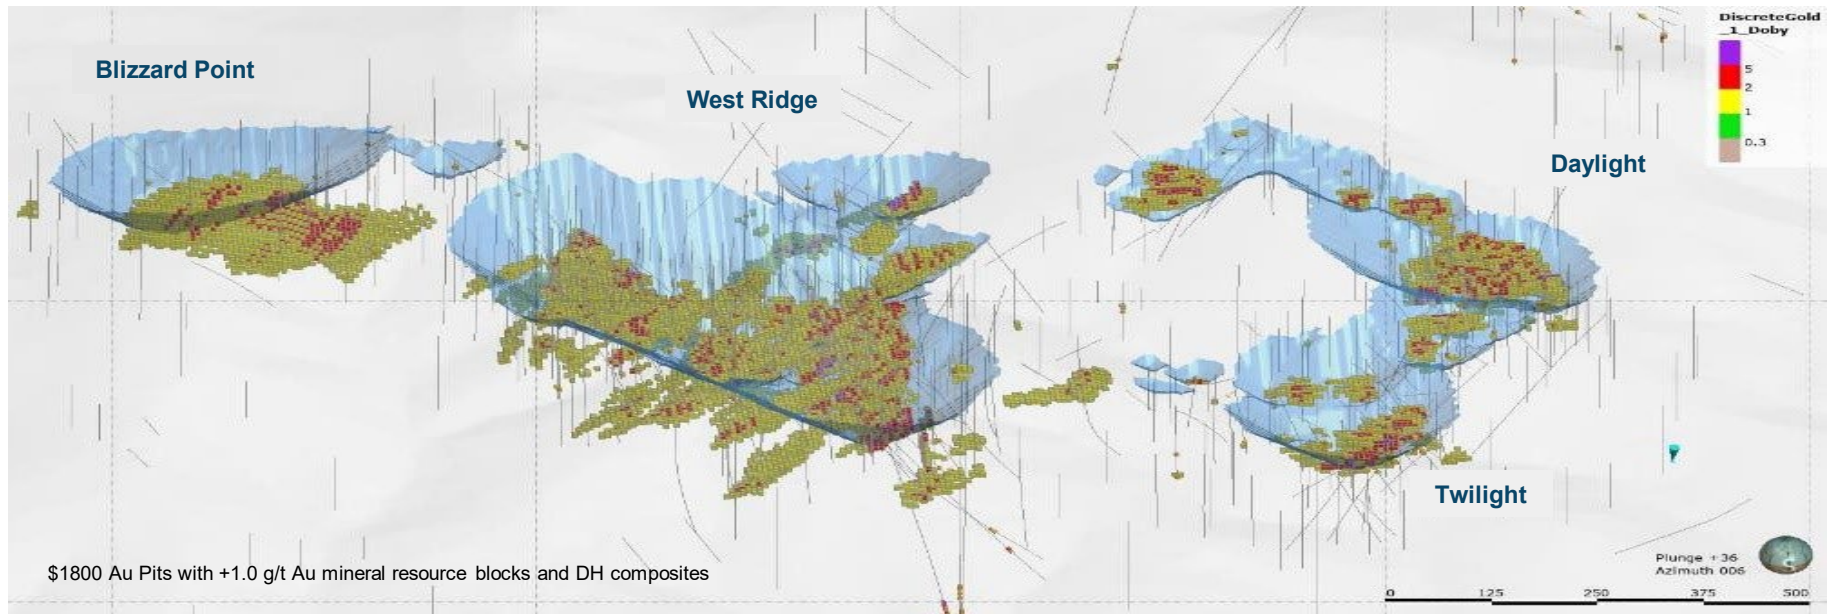 DiscreteGold
_1_Doby
5
2
1
0.3
Blizzard Point
West Ridge
Daylight
Twilight
Plunge +36
Azimuth 006
0 125 250 375 500
$1800 Au Pits with +1.0 g/t Au mineral resource blocks and DH composites